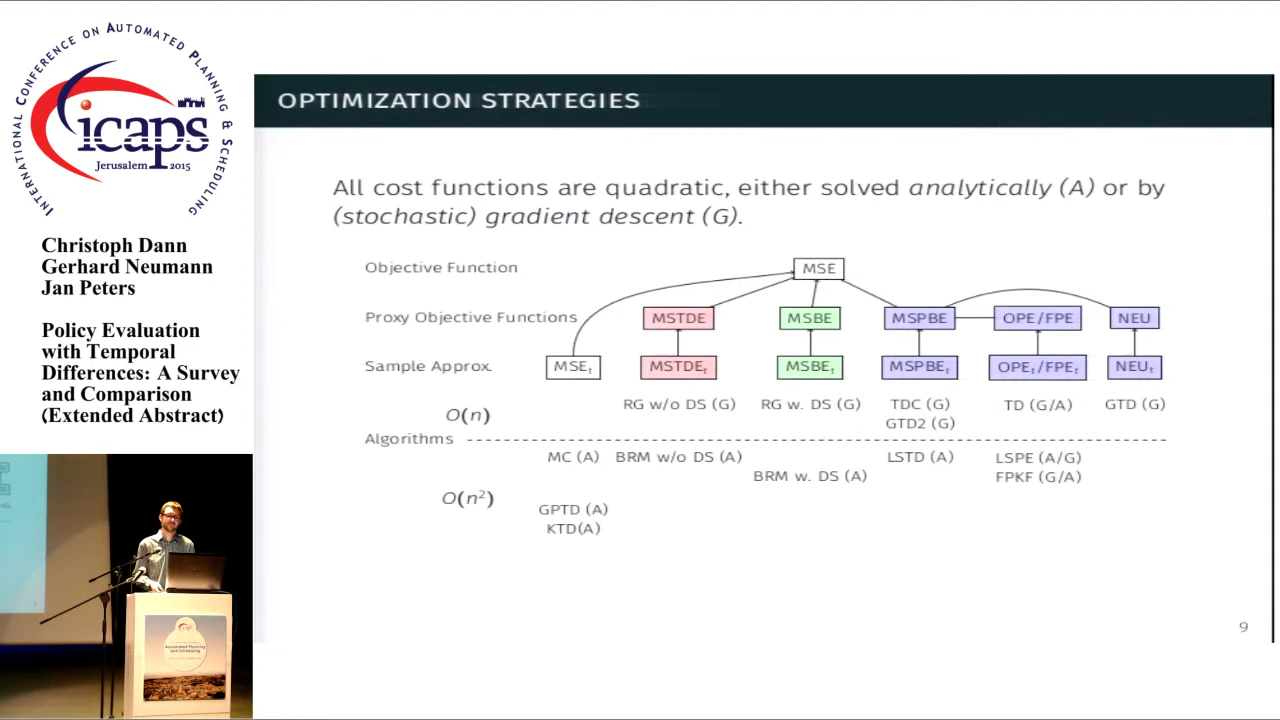 INTERNATIONAL CONFERENCE ON AUTOMATED PLANNING & SCHEDULING
icaps
Jerusalem 2015
Christoph Dann
Gerhard Neumann
Jan Peters
Policy Evaluation
with Temporal
Differences: A Survey
and Comparison
(Extended Abstract)
OPTIMIZATION STRATEGIES
All cost functions are quadratic, either solved analytically (A) or by
(stochastic) gradient descent (G).
Objective Function MSE
Proxy Objective Functions MSTDE MSBE MSPBE OPE/FPE NEU
Sample Approx. MSEₜ MSTDEₜ MSBEₜ MSPBEₜ OPEₜ/FPEₜ NEUₜ
RG w/o DS (G) RG w. DS (G) TDC (G) TD (G/A) GTD (G)
O(n) GTD2 (G)
Algorithms
MC (A) BRM w/o DS (A) LSTD (A) LSPE (A/G)
BRM w. DS (A) FPKF (G/A)
O(n²)
GPTD (A)
KTD(A)
9
Automated Planning
and Scheduling